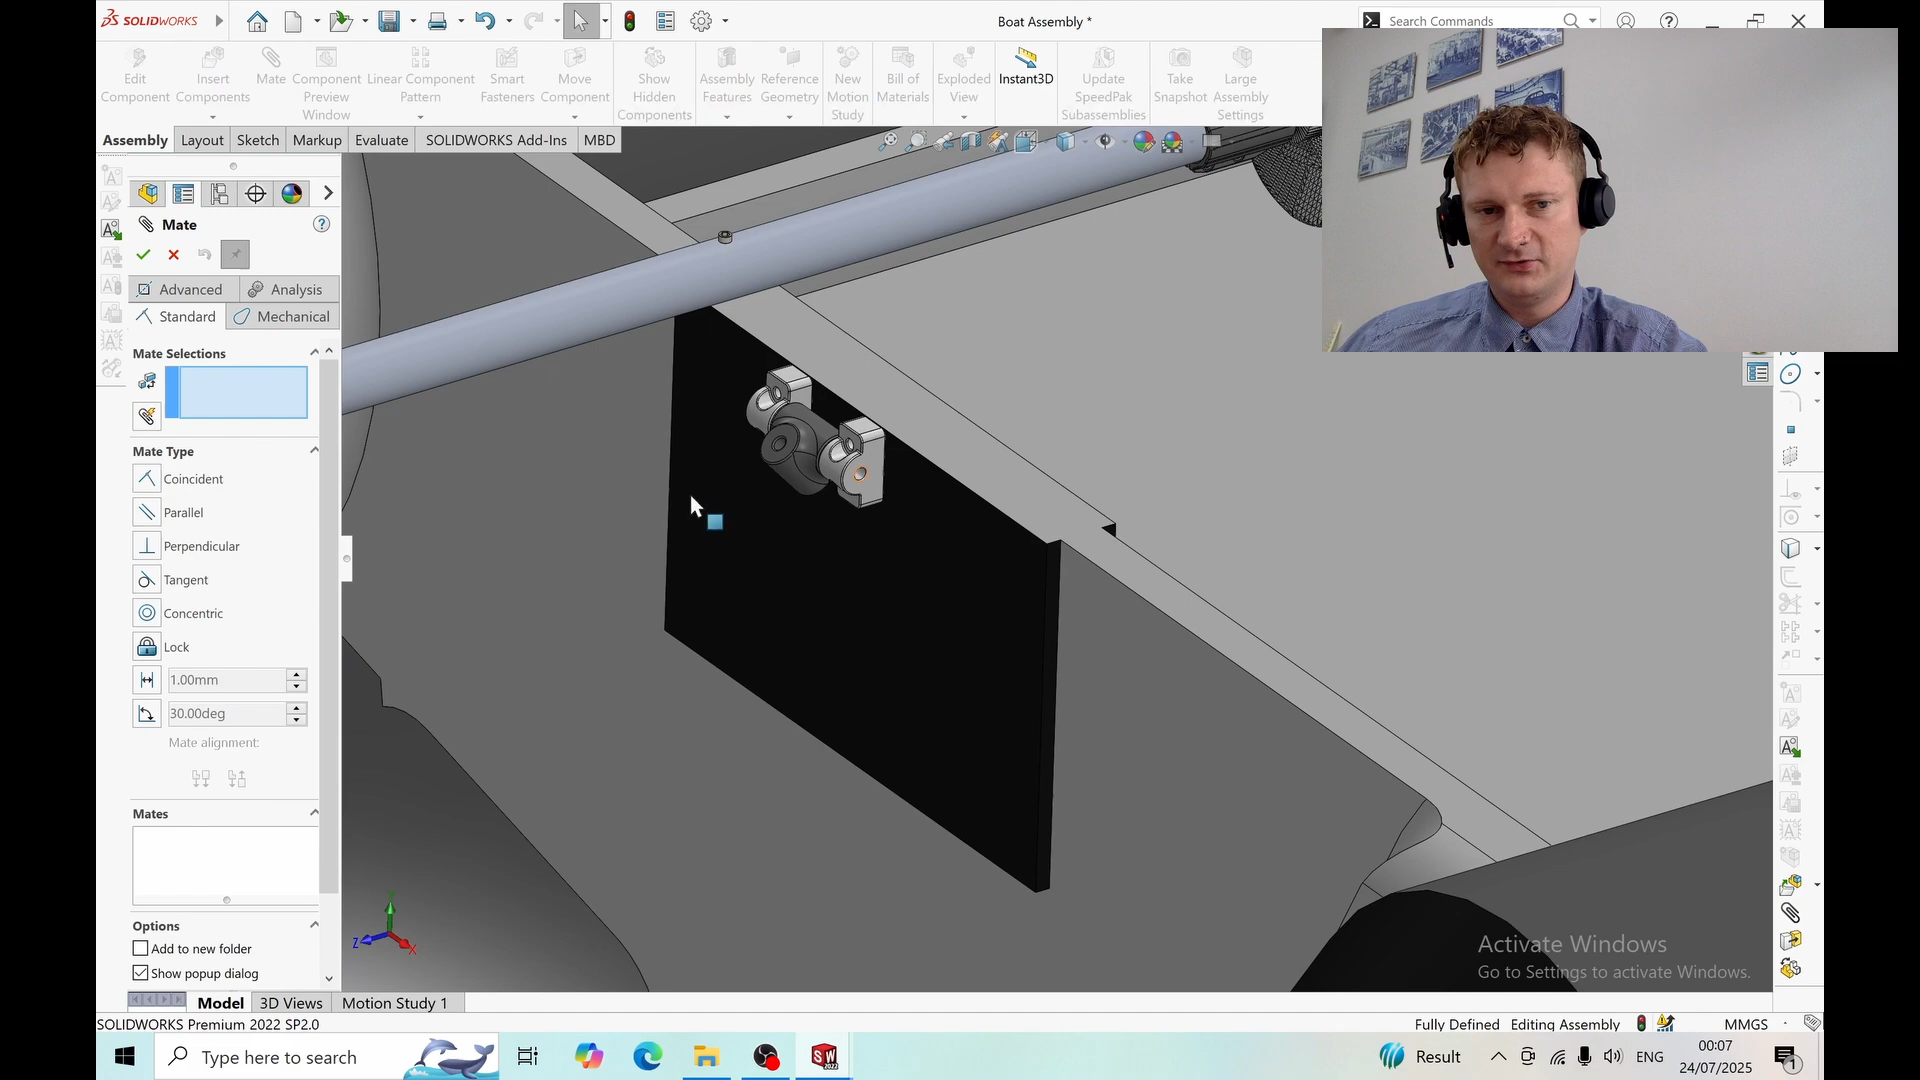 SOLIDWORKS
Boat Assembly *
Search Commands
Edit Component
Insert Components
Mate
Component Preview Window
Linear Component Pattern
Smart Fasteners
Move Component
Show Hidden Components
Assembly Features
Reference Geometry
New Motion Study
Bill of Materials
Exploded View
Instant3D
Update SpeedPak Subassemblies
Take Snapshot
Large Assembly Settings
Assembly
Layout
Sketch
Markup
Evaluate
SOLIDWORKS Add-Ins
MBD
Mate
Advanced
Analysis
Standard
Mechanical
Mate Selections
Mate Type
Coincident
Parallel
Perpendicular
Tangent
Concentric
Lock
1.00mm
30.00deg
Mate alignment:
Mates
Options
Add to new folder
Show popup dialog
Y
Z
X
Activate Windows
Go to Settings to activate Windows.
Model
3D Views
Motion Study 1
SOLIDWORKS Premium 2022 SP2.0
Fully Defined
Editing Assembly
MMGS
Type here to search
Result
ENG
00:07
24/07/2025
1